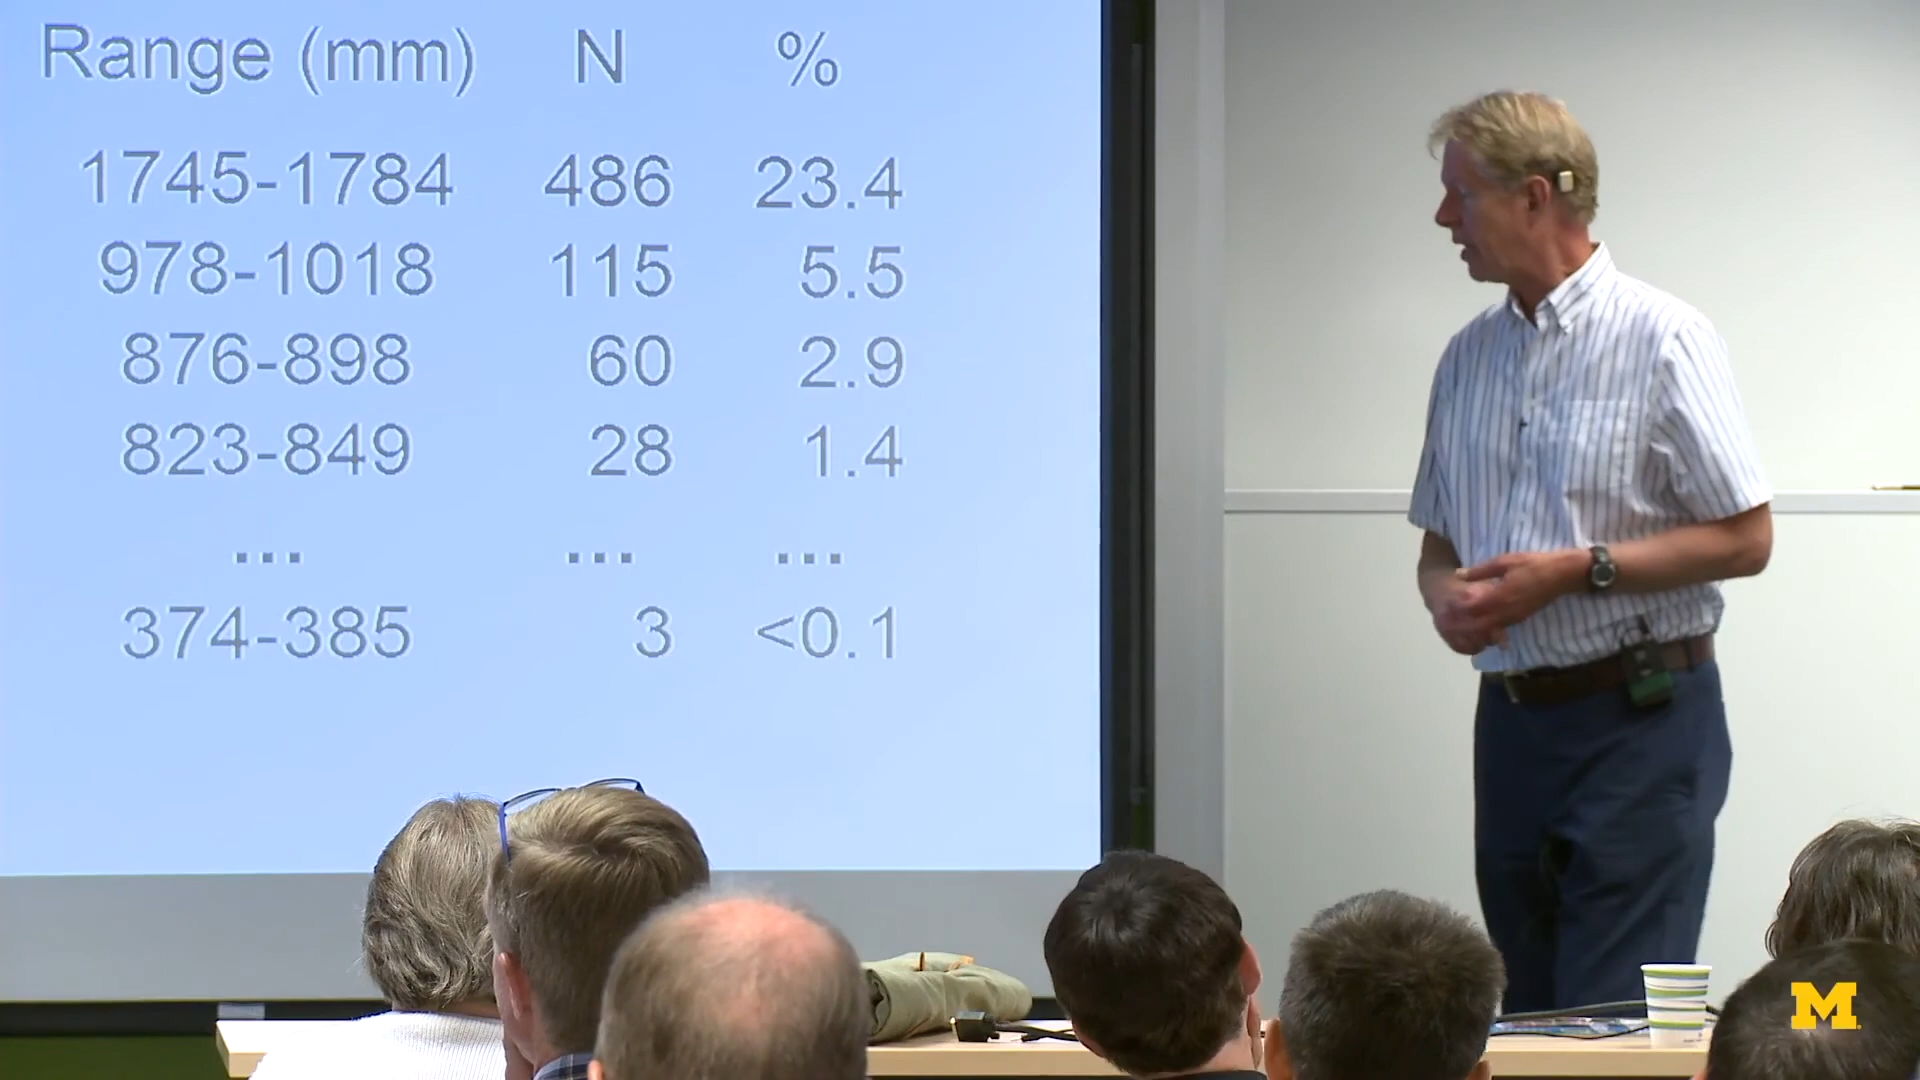 Range (mm) N %
1745-1784 486 23.4
978-1018 115 5.5
876-898 60 2.9
823-849 28 1.4
... ... ...
374-385 3 <0.1
M